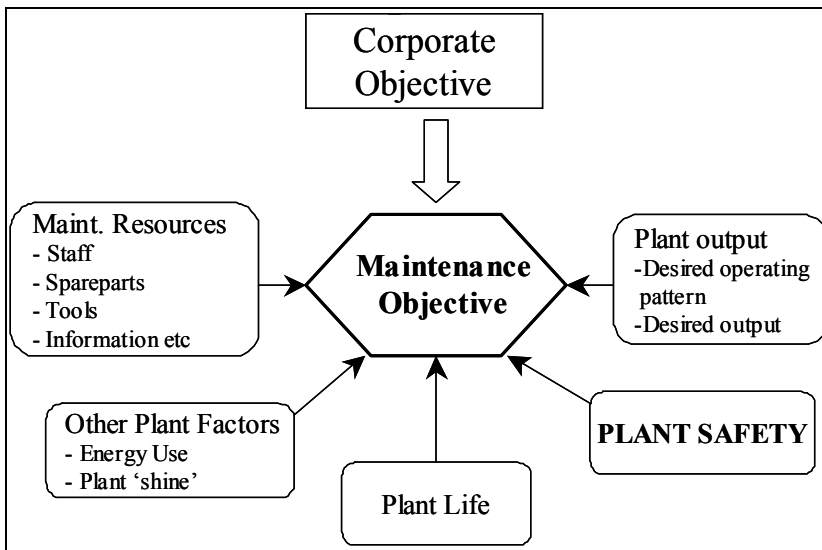 Corporate
Objective
Maint. Resources
- Staff
- Spareparts
- Tools
- Information etc
Maintenance
Objective
Plant output
-Desired operating
pattern
-Desired output
Other Plant Factors
- Energy Use
- Plant ‘shine’
Plant Life
PLANT SAFETY